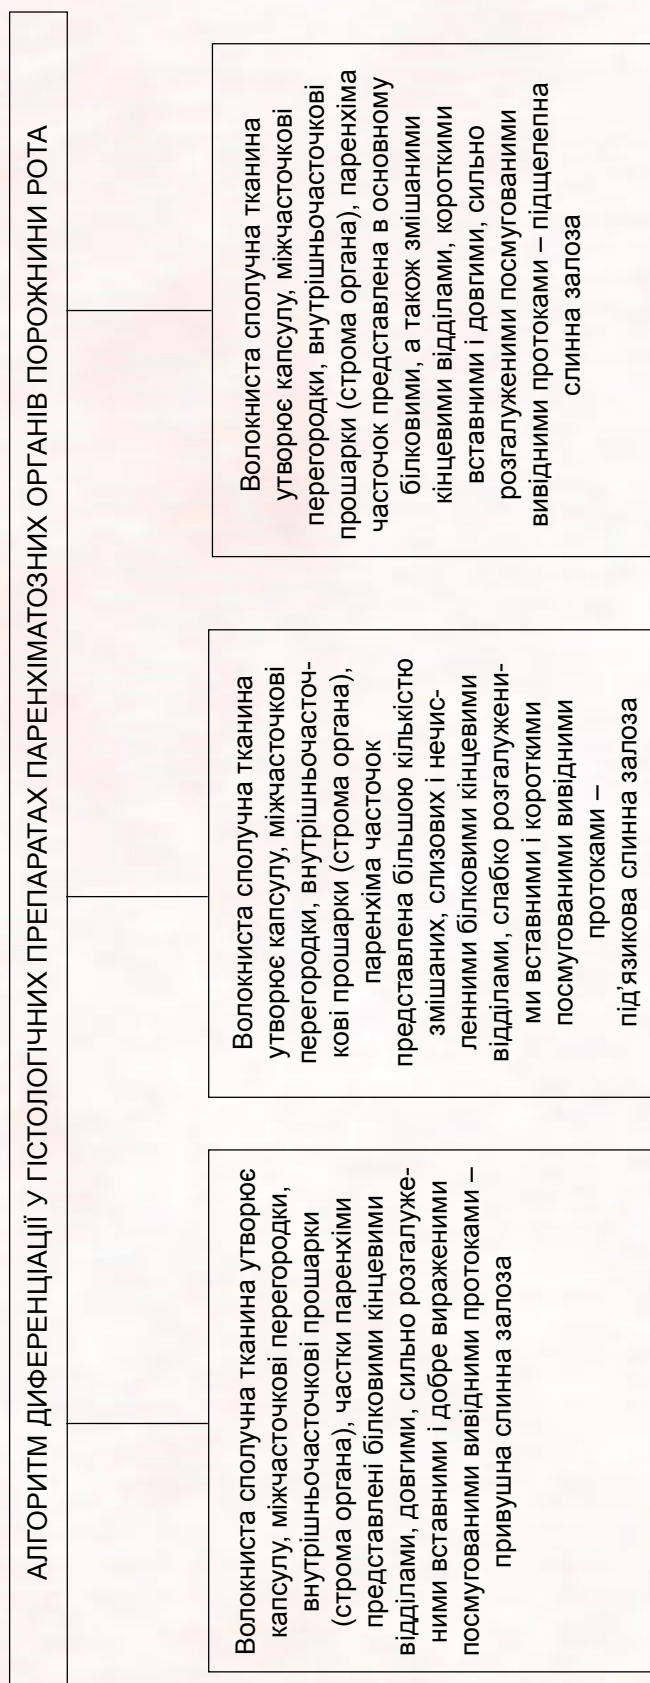 АЛГОРИТМ ДИФЕРЕНЦІАЦІЇ У ГІСТОЛОГІЧНИХ ПРЕПАРАТАХ ПАРЕНХІМАТОЗНИХ ОРГАНІВ ПОРОЖНИНИ РОТА
Волокниста сполучна тканина утворює
капсулу, міжчасточкові перегородки,
внутрішньочасточкові прошарки
(строма органа), частки паренхіми
представлені білковими кінцевими
відділами, довгими, сильно розгалуже-
ними вставними і добре вираженими
посмугованими вивідними протоками –
привушна слинна залоза
Волокниста сполучна тканина
утворює капсулу, міжчасточкові
перегородки, внутрішньочасточ-
кові прошарки (строма органа),
паренхіма часточок
представлена більшою кількістю
змішаних, слизових і нечис-
ленними білковими кінцевими
відділами, слабко розгалужени-
ми вставними і короткими
посмугованими вивідними
протоками –
під’язикова слинна залоза
Волокниста сполучна тканина
утворює капсулу, міжчасточкові
перегородки, внутрішньочасточкові
прошарки (строма органа), паренхіма
часточок представлена в основному
білковими, а також змішаними
кінцевими відділами, короткими
вставними і довгими, сильно
розгалуженими посмугованими
вивідними протоками – підщелепна
слинна залоза